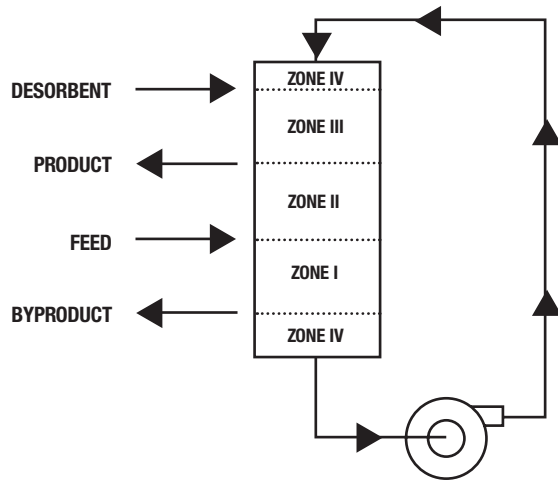 ZONE IV
DESORBENT
ZONE III
PRODUCT
ZONE II
FEED
ZONE I
BYPRODUCT
ZONE IV